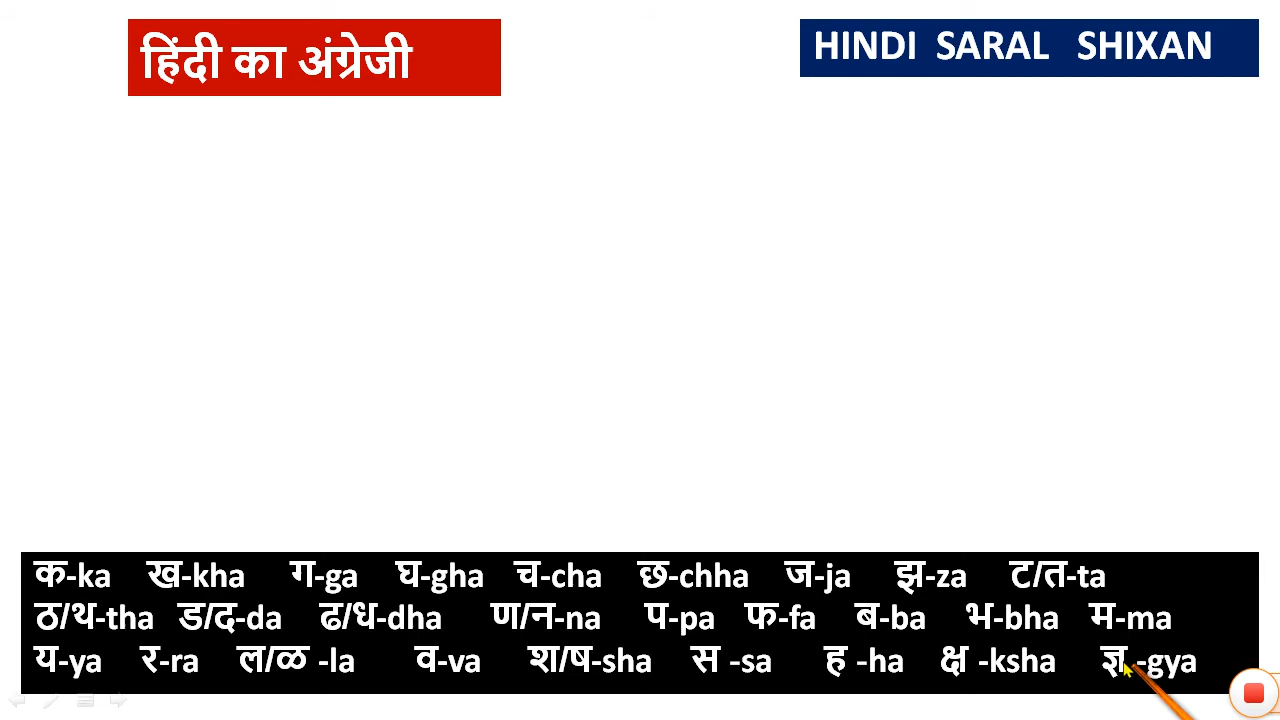 हिंदी का अंग्रेजी
HINDI SARAL SHIXAN
क-ka ख-kha ग-ga घ-gha च-cha छ-chha ज-ja झ-za ट/त-ta
ठ/थ-tha ड/द-da ढ/ध-dha ण/न-na प-pa फ-fa ब-ba भ-bha म-ma
य-ya र-ra ल/ळ -la व-va श/ष-sha स -sa ह -ha क्ष -ksha ज्ञ -gya